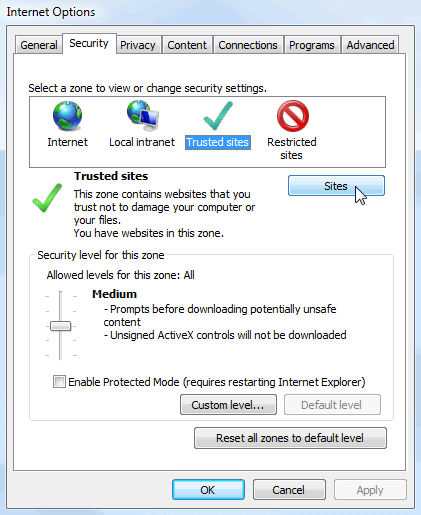 Internet Options
General Security Privacy Content Connections Programs Advanced
Select a zone to view or change security settings.
Internet Local intranet Trusted sites Restricted
sites
Trusted sites
Sites
This zone contains websites that you
trust not to damage your computer or
your files.
You have websites in this zone.
Security level for this zone
Allowed levels for this zone: All
Medium
- Prompts before downloading potentially unsafe
content
- Unsigned ActiveX controls will not be downloaded
Enable Protected Mode (requires restarting Internet Explorer)
Custom level... Default level
Reset all zones to default level
OK Cancel Apply